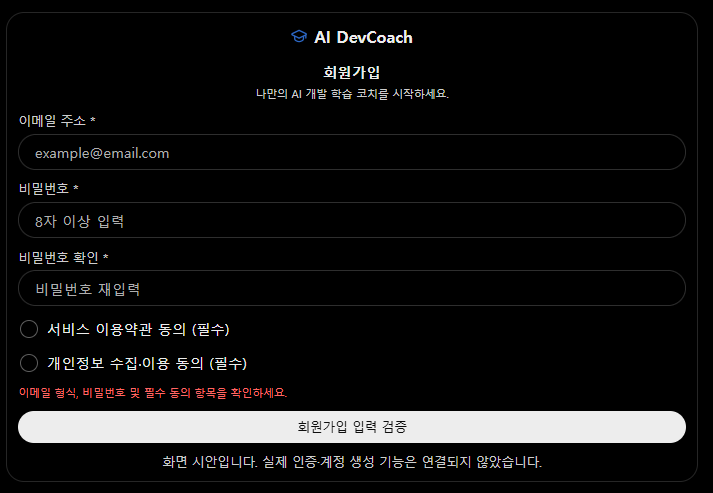 AI DevCoach
회원가입
나만의 AI 개발 학습 코치를 시작하세요.
이메일 주소 *
example@email.com
비밀번호 *
8자 이상 입력
비밀번호 확인 *
비밀번호 재입력
서비스 이용약관 동의 (필수)
개인정보 수집·이용 동의 (필수)
이메일 형식, 비밀번호 및 필수 동의 항목을 확인하세요.
회원가입 입력 검증
화면 시안입니다. 실제 인증·계정 생성 기능은 연결되지 않았습니다.